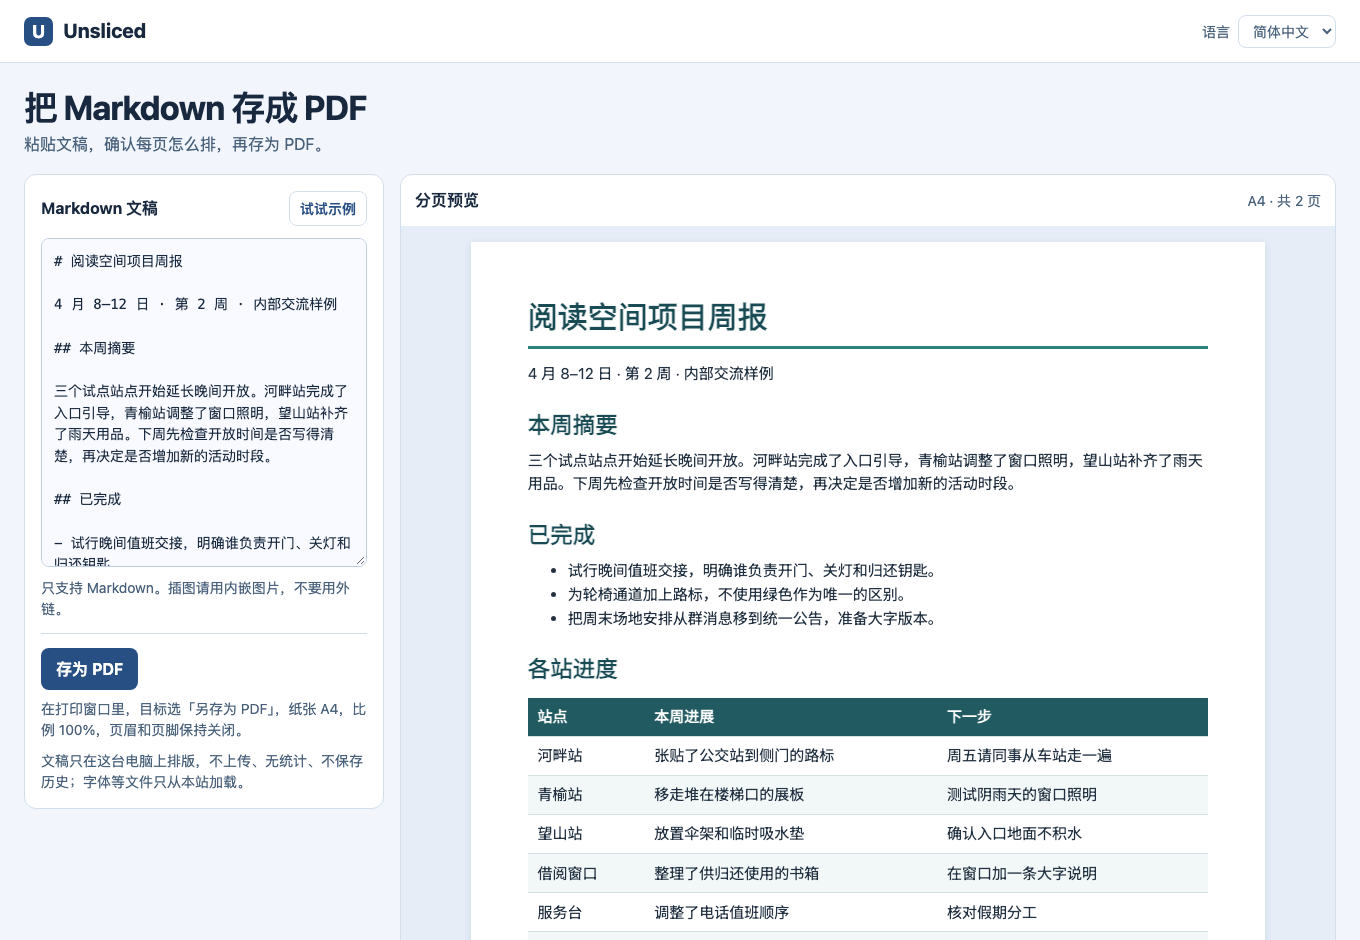 U Unsliced
语言 简体中文
把 Markdown 存成 PDF
粘贴文稿，确认每页怎么排，再存为 PDF。
Markdown 文稿
试试示例
# 阅读空间项目周报
4 月 8–12 日 · 第 2 周 · 内部交流样例
## 本周摘要
三个试点站点开始延长晚间开放。河畔站完成了
入口引导，青榆站调整了窗口照明，望山站补齐
了雨天用品。下周先检查开放时间是否写得清
楚，再决定是否增加新的活动时段。
## 已完成
– 试行晚间值班交接，明确谁负责开门、关灯和
归还钥匙。
只支持 Markdown。插图请用内嵌图片，不要用外
链。
存为 PDF
在打印窗口里，目标选「另存为 PDF」，纸张 A4，比
例 100%，页眉和页脚保持关闭。
文稿只在这台电脑上排版，不上传、无统计、不保存
历史；字体等文件只从本站加载。
分页预览
A4 · 共 2 页
阅读空间项目周报
4 月 8–12 日 · 第 2 周 · 内部交流样例
本周摘要
三个试点站点开始延长晚间开放。河畔站完成了入口引导，青榆站调整了窗口照明，望山站补齐了雨天
用品。下周先检查开放时间是否写得清楚，再决定是否增加新的活动时段。
已完成
• 试行晚间值班交接，明确谁负责开门、关灯和归还钥匙。
• 为轮椅通道加上路标，不使用绿色作为唯一的区别。
• 把周末场地安排从群消息移到统一公告，准备大字版本。
各站进度
站点 本周进展 下一步
河畔站 张贴了公交站到侧门的路标 周五请同事从车站走一遍
青榆站 移走堆在楼梯口的展板 测试阴雨天的窗口照明
望山站 放置伞架和临时吸水垫 确认入口地面不积水
借阅窗口 整理了供归还使用的书箱 在窗口加一条大字说明
服务台 调整了电话值班顺序 核对假期分工